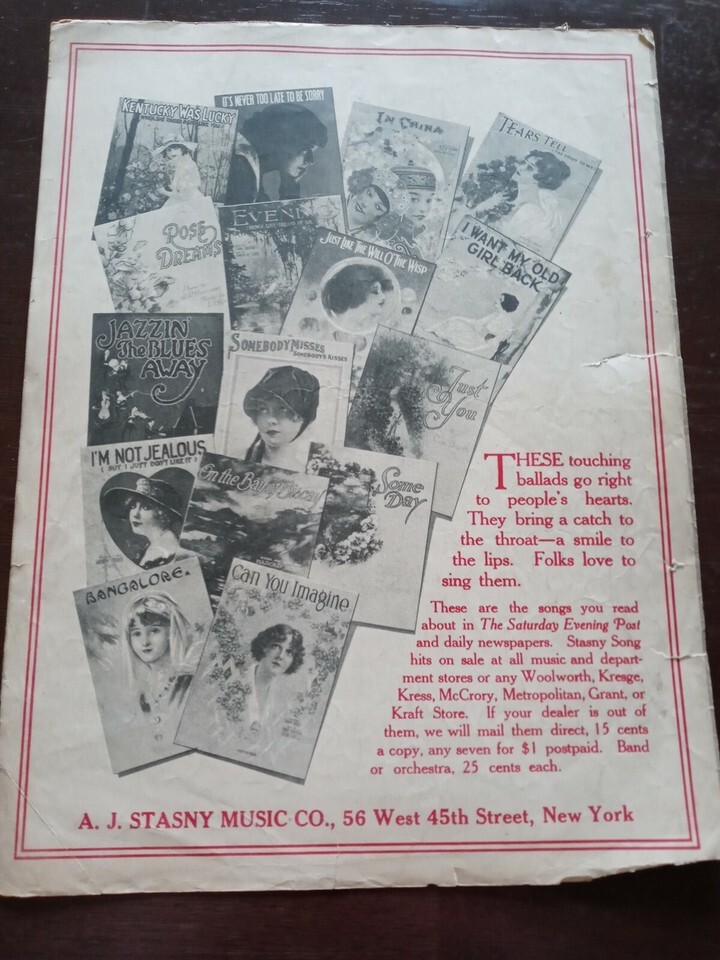 KENTUCKY WAS LUCKY
IT'S NEVER TOO LATE TO BE SORRY
IN CHINA
TEARS TELL
ROSE
DREAMS
EVENING
JUST LIKE THE WILL O' THE WISP
I WANT MY OLD
GIRL BACK
JAZZIN'
the BLUES
AWAY
SOMEBODY MISSES
SOMEBODY'S KISSES
Just
You
I'M NOT JEALOUS
( BUT I JUST DON'T LIKE IT )
On the Bay of Biscay
Some
Day
BANGALORE.
Can You Imagine
THESE touching
ballads go right
to people's hearts.
They bring a catch to
the throat—a smile to
the lips. Folks love to
sing them.
These are the songs you read
about in The Saturday Evening Post
and daily newspapers. Stasny Song
hits on sale at all music and depart-
ment stores or any Woolworth, Kresge,
Kress, McCrory, Metropolitan, Grant, or
Kraft Store. If your dealer is out of
them, we will mail them direct, 15 cents
a copy, any seven for $1 postpaid. Band
or orchestra, 25 cents each.
A. J. STASNY MUSIC CO., 56 West 45th Street, New York